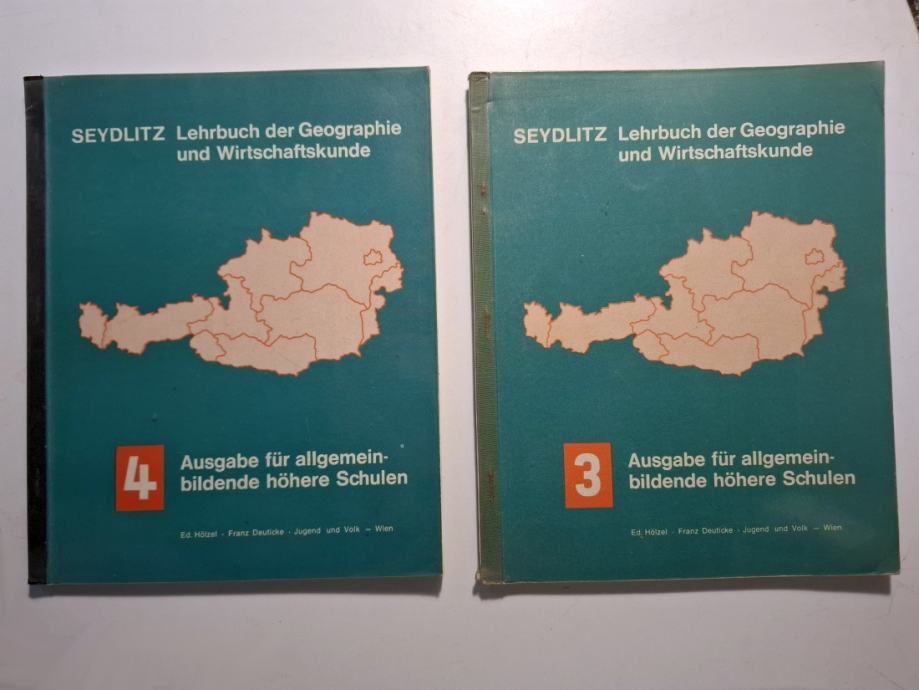 SEYDLITZ Lehrbuch der Geographie
und Wirtschaftskunde
4
Ausgabe für allgemein-
bildende höhere Schulen
Ed. Hölzel · Franz Deuticke · Jugend und Volk – Wien
SEYDLITZ Lehrbuch der Geographie
und Wirtschaftskunde
3
Ausgabe für allgemein-
bildende höhere Schulen
Ed. Hölzel · Franz Deuticke · Jugend und Volk – Wien